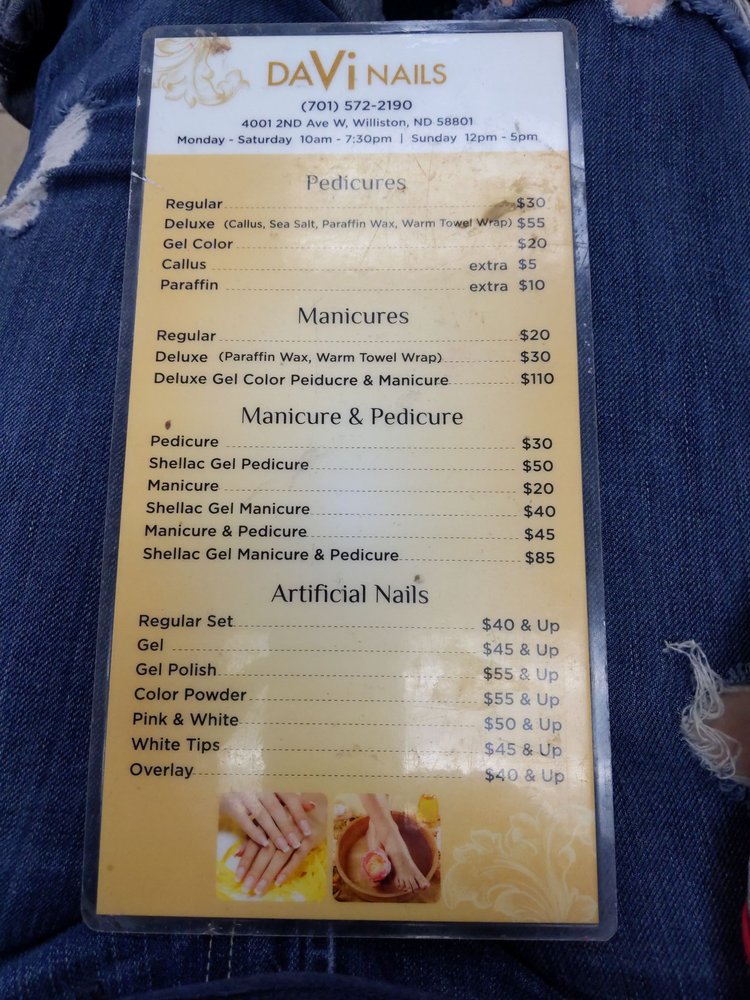 DAVi NAILS
(701) 572-2190
4001 2ND Ave W, Williston, ND 58801
Monday - Saturday 10am - 7:30pm | Sunday 12pm - 5pm
Pedicures
Regular $30
Deluxe (Callus, Sea Salt, Paraffin Wax, Warm Towel Wrap) $55
Gel Color $20
Callus extra $5
Paraffin extra $10
Manicures
Regular $20
Deluxe (Paraffin Wax, Warm Towel Wrap) $30
Deluxe Gel Color Peiducre & Manicure $110
Manicure & Pedicure
Pedicure $30
Shellac Gel Pedicure $50
Manicure $20
Shellac Gel Manicure $40
Manicure & Pedicure $45
Shellac Gel Manicure & Pedicure $85
Artificial Nails
Regular Set $40 & Up
Gel $45 & Up
Gel Polish $55 & Up
Color Powder $55 & Up
Pink & White $50 & Up
White Tips $45 & Up
Overlay $40 & Up